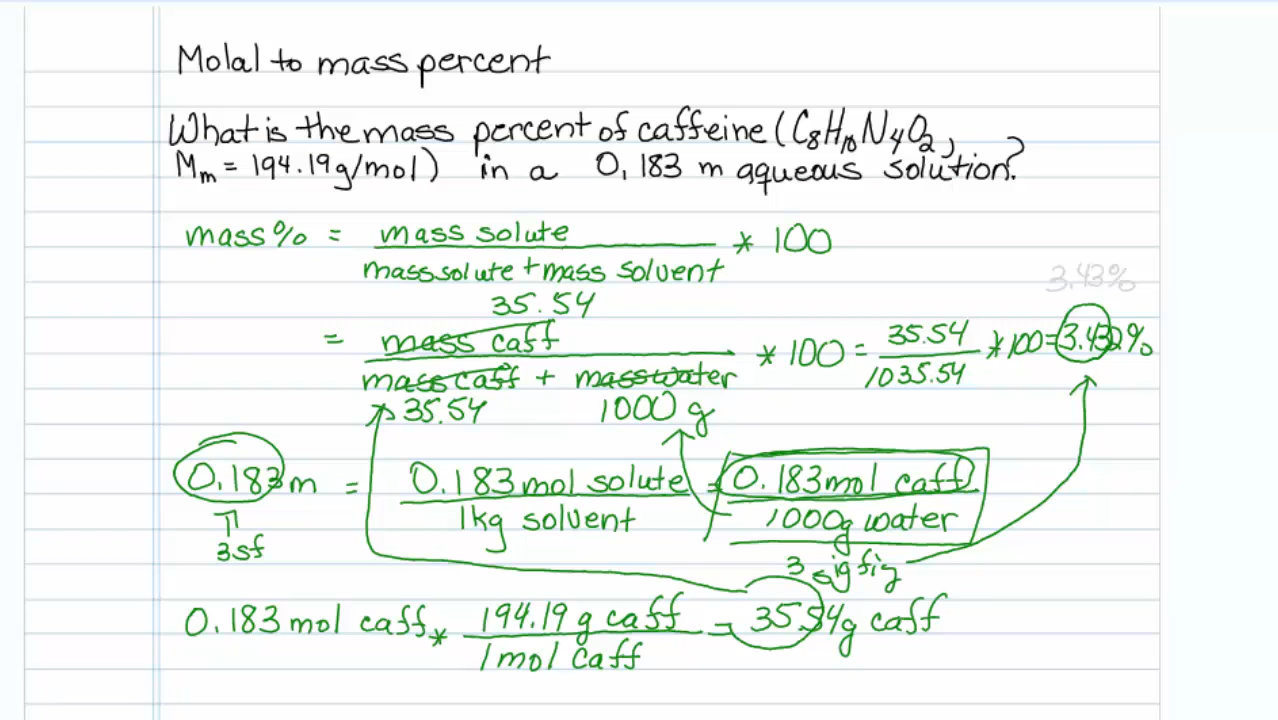 Molal to mass percent
What is the mass percent of caffeine (C8H10N4O2,
Mm = 194.19g/mol) in a 0.183 m aqueous solution?
mass% = mass solute / mass solute + mass solvent * 100
3.43%
35.54
= mass caff / mass caff + mass water * 100 = 35.54 / 1035.54 * 100 = 3.432%
35.54 1000 g
0.183 m = 0.183 mol solute / 1kg solvent = 0.183 mol caff / 1000g water
3sf
3 sig fig
0.183 mol caff * 194.19 g caff / 1 mol caff = 35.54g caff